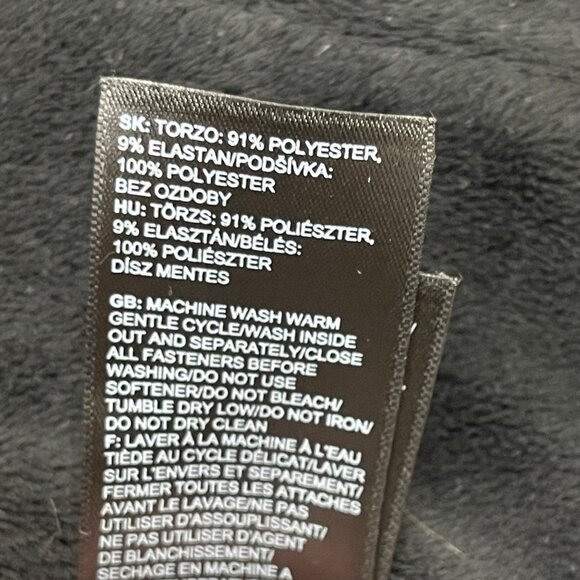 SK: TORZO: 91% POLYESTER,
9% ELASTAN/PODŠÍVKA:
100% POLYESTER
BEZ OZDOBY
HU: TÖRZS: 91% POLIÉSZTER,
9% ELASZTÁN/BÉLÉS:
100% POLIÉSZTER
DÍSZ MENTES
GB: MACHINE WASH WARM
GENTLE CYCLE/WASH INSIDE
OUT AND SEPARATELY/CLOSE
ALL FASTENERS BEFORE
WASHING/DO NOT USE
SOFTENER/DO NOT BLEACH/
TUMBLE DRY LOW/DO NOT IRON/
DO NOT DRY CLEAN
F: LAVER À LA MACHINE À L'EAU
TIÈDE AU CYCLE DÉLICAT/LAVER
SUR L'ENVERS ET SEPAREMENT/
FERMER TOUTES LES ATTACHES
AVANT LE LAVAGE/NE PAS
UTILISER D'ASSOUPLISSANT/
NE PAS UTILISER D'AGENT
DE BLANCHISSEMENT/
SECHAGE EN MACHINE A